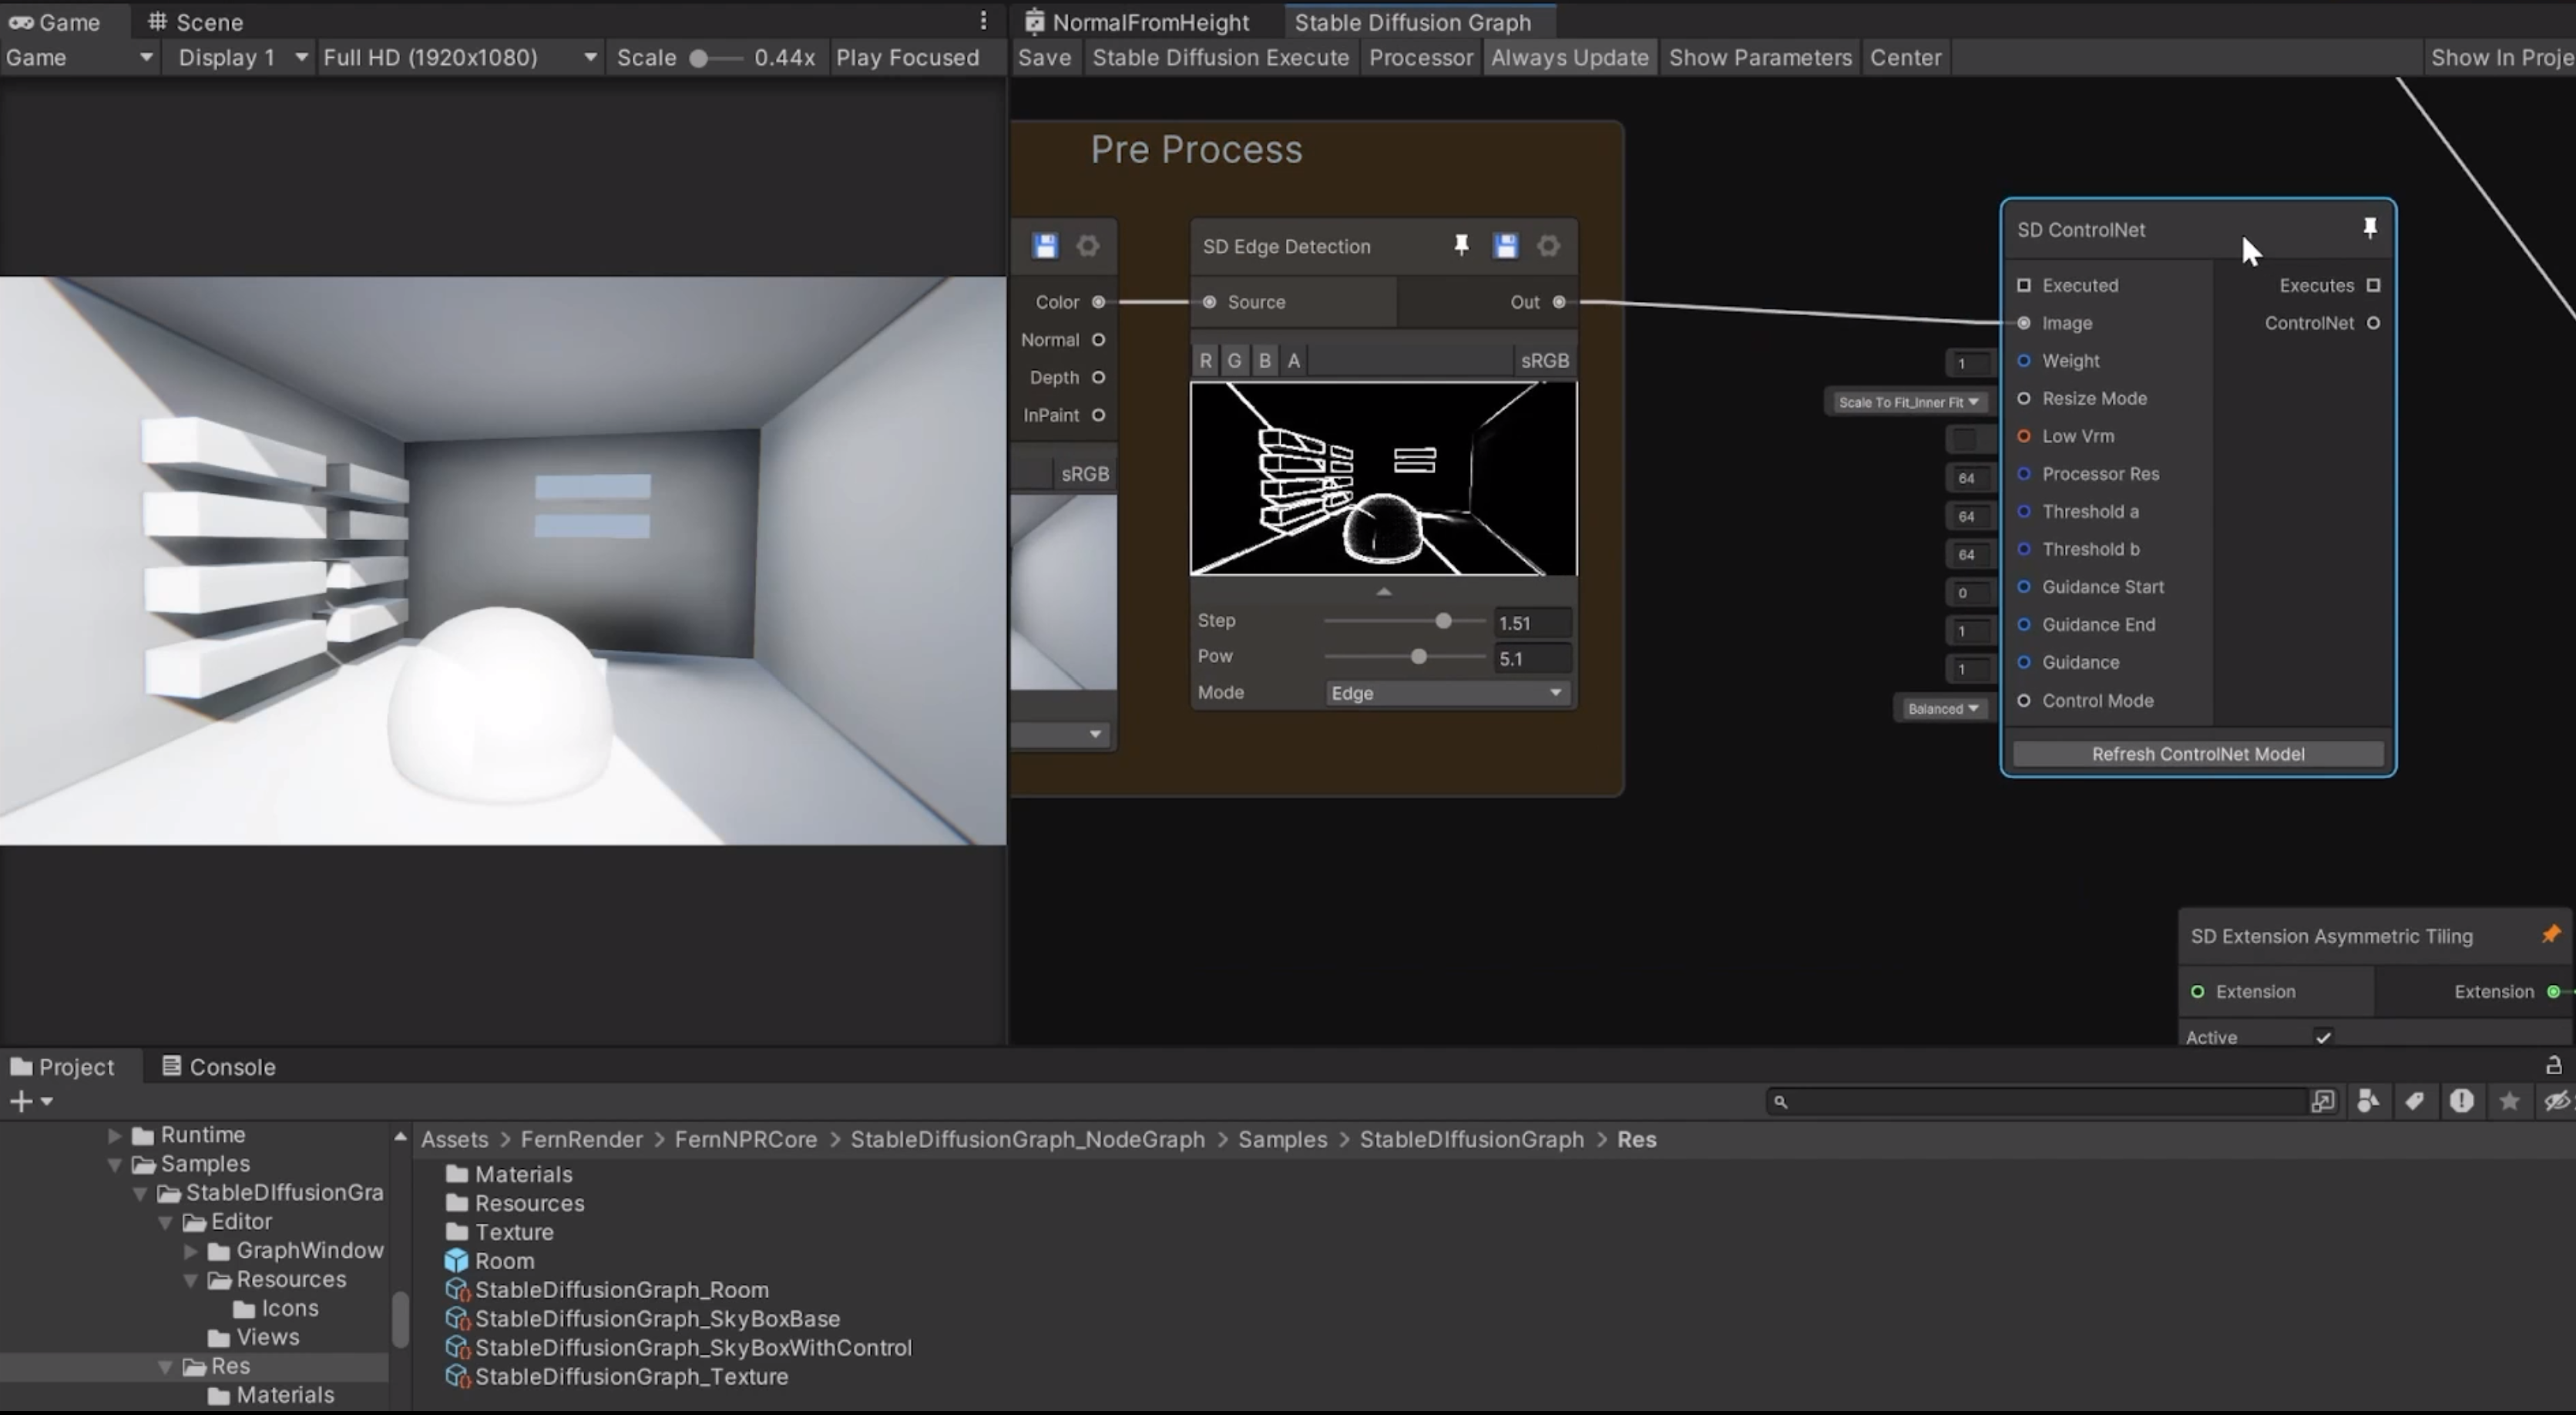 Game
Scene
NormalFromHeight
Stable Diffusion Graph
Game
Display 1
Full HD (1920x1080)
Scale
0.44x
Play Focused
Save
Stable Diffusion Execute
Processor
Always Update
Show Parameters
Center
Show In Proje
Pre Process
Color
Normal
Depth
InPaint
sRGB
SD Edge Detection
Source
Out
R G B A
sRGB
Step
1.51
Pow
5.1
Mode
Edge
SD ControlNet
Executed
Executes
Image
ControlNet
1
Weight
Scale To Fit_Inner Fit
Resize Mode
Low Vrm
64
Processor Res
64
Threshold a
64
Threshold b
0
Guidance Start
1
Guidance End
1
Guidance
Balanced
Control Mode
Refresh ControlNet Model
SD Extension Asymmetric Tiling
Extension
Extension
Active
Project
Console
Runtime
Samples
StableDIffusionGra
Editor
GraphWindow
Resources
Icons
Views
Res
Materials
Assets > FernRender > FernNPRCore > StableDiffusionGraph_NodeGraph > Samples > StableDIffusionGraph > Res
Materials
Resources
Texture
Room
StableDiffusionGraph_Room
StableDiffusionGraph_SkyBoxBase
StableDiffusionGraph_SkyBoxWithControl
StableDiffusionGraph_Texture